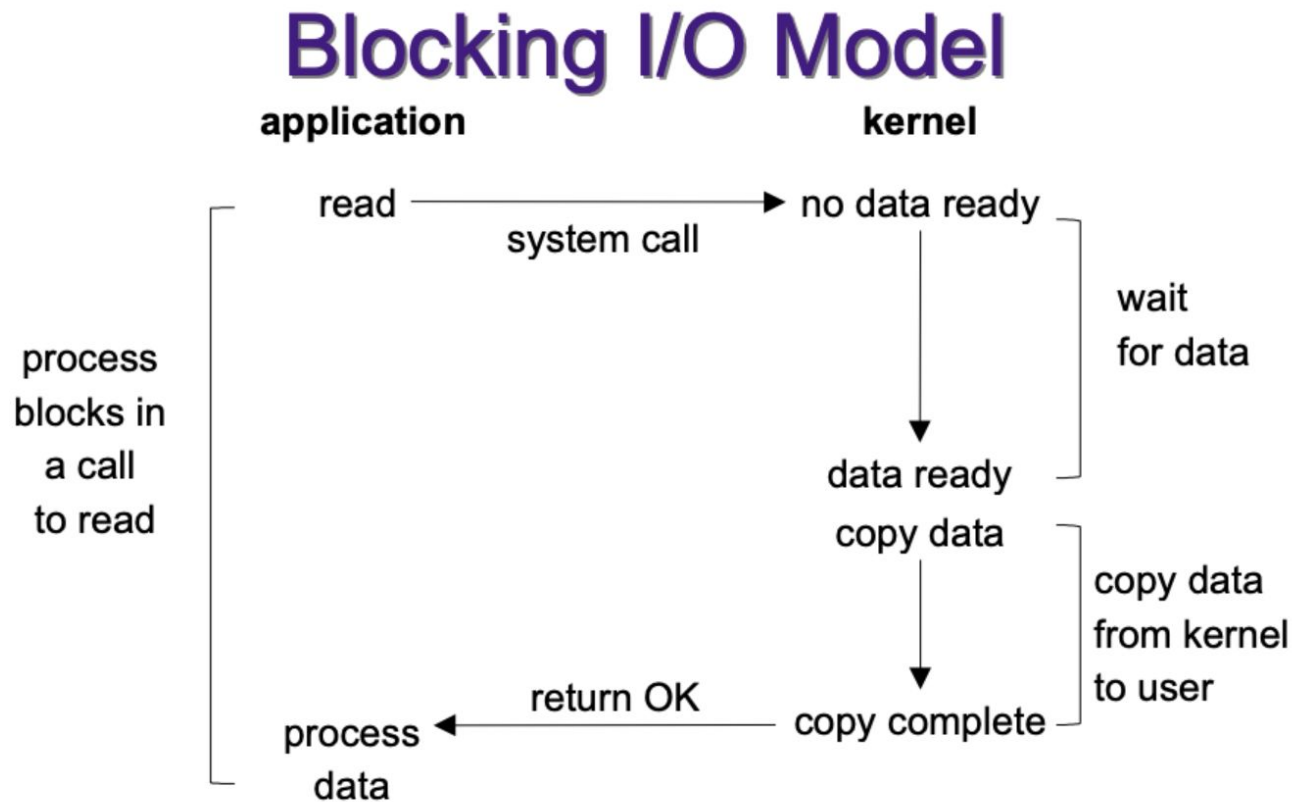 Blocking I/O Model
application
kernel
read
no data ready
system call
wait
for data
process
blocks in
a call
to read
data ready
copy data
copy data
from kernel
to user
return OK
copy complete
process
data